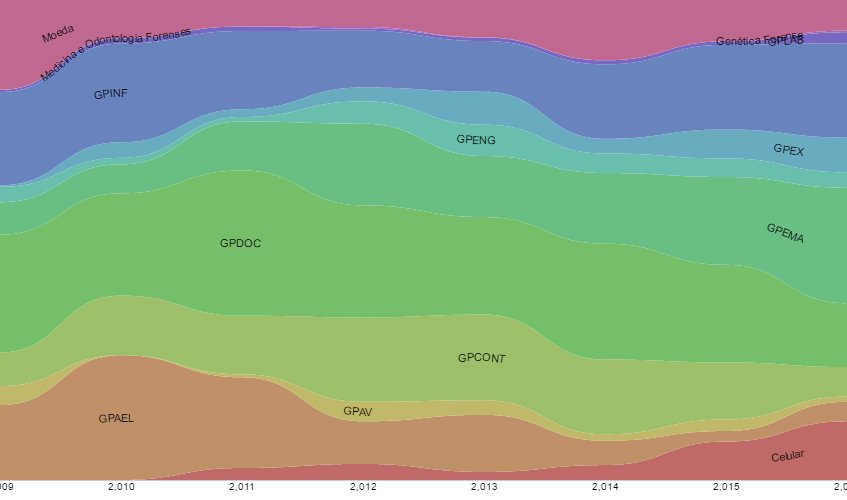 Moeda
Medicina e Odontologia Forenses
Genética Forense
GPLAB
GPINF
GPENG
GPEX
GPEMA
GPDOC
GPCONT
GPAV
GPAEL
Celular
09 2,010 2,011 2,012 2,013 2,014 2,015 2,0